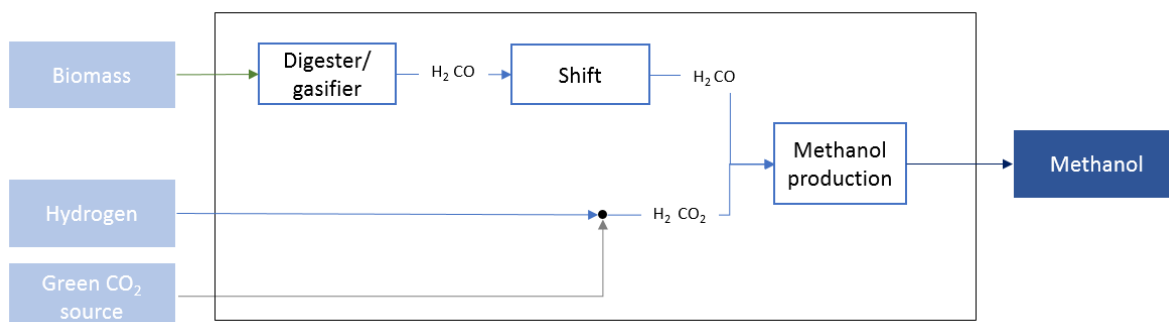 Biomass
Digester/
gasifier
H₂ CO
Shift
H₂ CO
Methanol
production
Methanol
Hydrogen
H₂ CO₂
Green CO₂
source